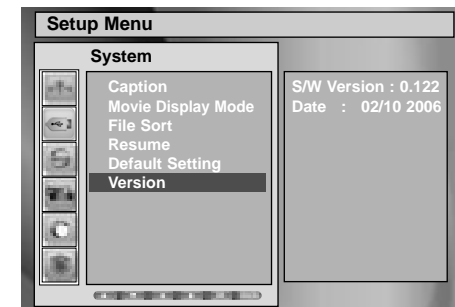 Setup Menu
System
Caption
Movie Display Mode
File Sort
Resume
Default Setting
Version
S/W Version : 0.122
Date : 02/10 2006